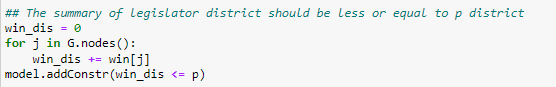 ## The summary of legislator district should be less or equal to p district
win_dis = 0
for j in G.nodes():
    win_dis += win[j]
model.addConstr(win_dis <= p)